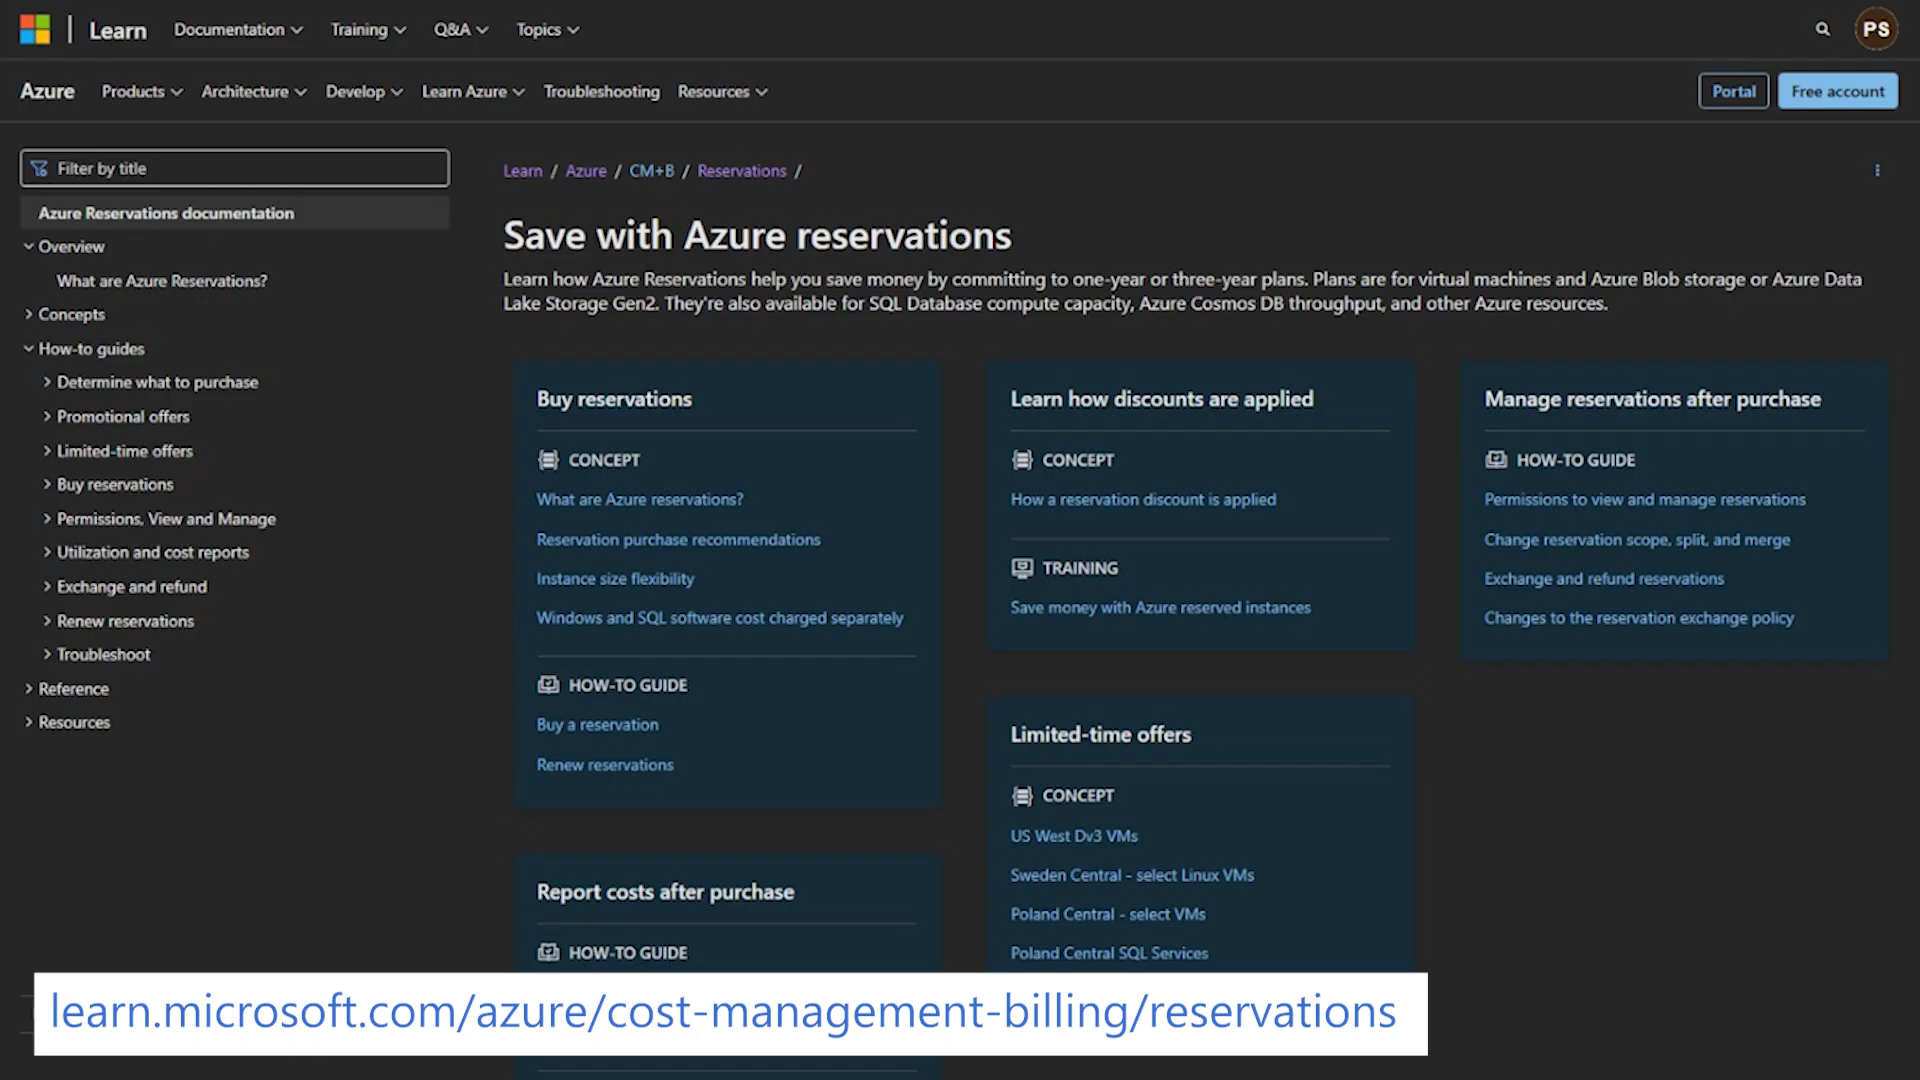 Learn
Documentation
Training
Q&A
Topics
PS
Azure
Products
Architecture
Develop
Learn Azure
Troubleshooting
Resources
Portal
Free account
Filter by title
Azure Reservations documentation
Overview
What are Azure Reservations?
Concepts
How-to guides
Determine what to purchase
Promotional offers
Limited-time offers
Buy reservations
Permissions, View and Manage
Utilization and cost reports
Exchange and refund
Renew reservations
Troubleshoot
Reference
Resources
Learn / Azure / CM+B / Reservations /
Save with Azure reservations
Learn how Azure Reservations help you save money by committing to one-year or three-year plans. Plans are for virtual machines and Azure Blob storage or Azure Data
Lake Storage Gen2. They're also available for SQL Database compute capacity, Azure Cosmos DB throughput, and other Azure resources.
Buy reservations
CONCEPT
What are Azure reservations?
Reservation purchase recommendations
Instance size flexibility
Windows and SQL software cost charged separately
HOW-TO GUIDE
Buy a reservation
Renew reservations
Report costs after purchase
HOW-TO GUIDE
Learn how discounts are applied
CONCEPT
How a reservation discount is applied
TRAINING
Save money with Azure reserved instances
Limited-time offers
CONCEPT
US West Dv3 VMs
Sweden Central - select Linux VMs
Poland Central - select VMs
Poland Central SQL Services
Manage reservations after purchase
HOW-TO GUIDE
Permissions to view and manage reservations
Change reservation scope, split, and merge
Exchange and refund reservations
Changes to the reservation exchange policy
learn.microsoft.com/azure/cost-management-billing/reservations